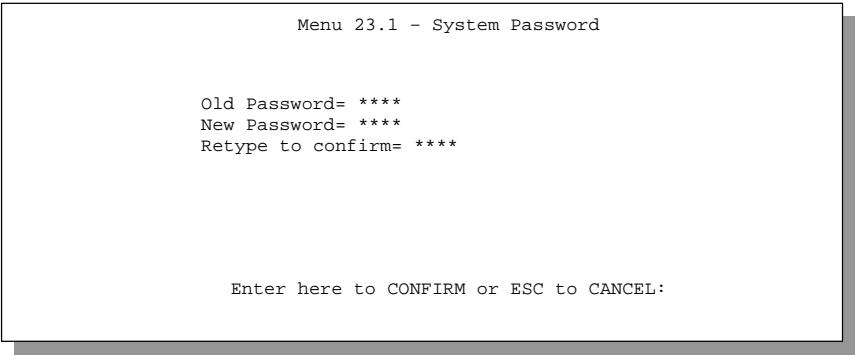 Menu 23.1 – System Password
Old Password= ****
New Password= ****
Retype to confirm= ****
Enter here to CONFIRM or ESC to CANCEL: